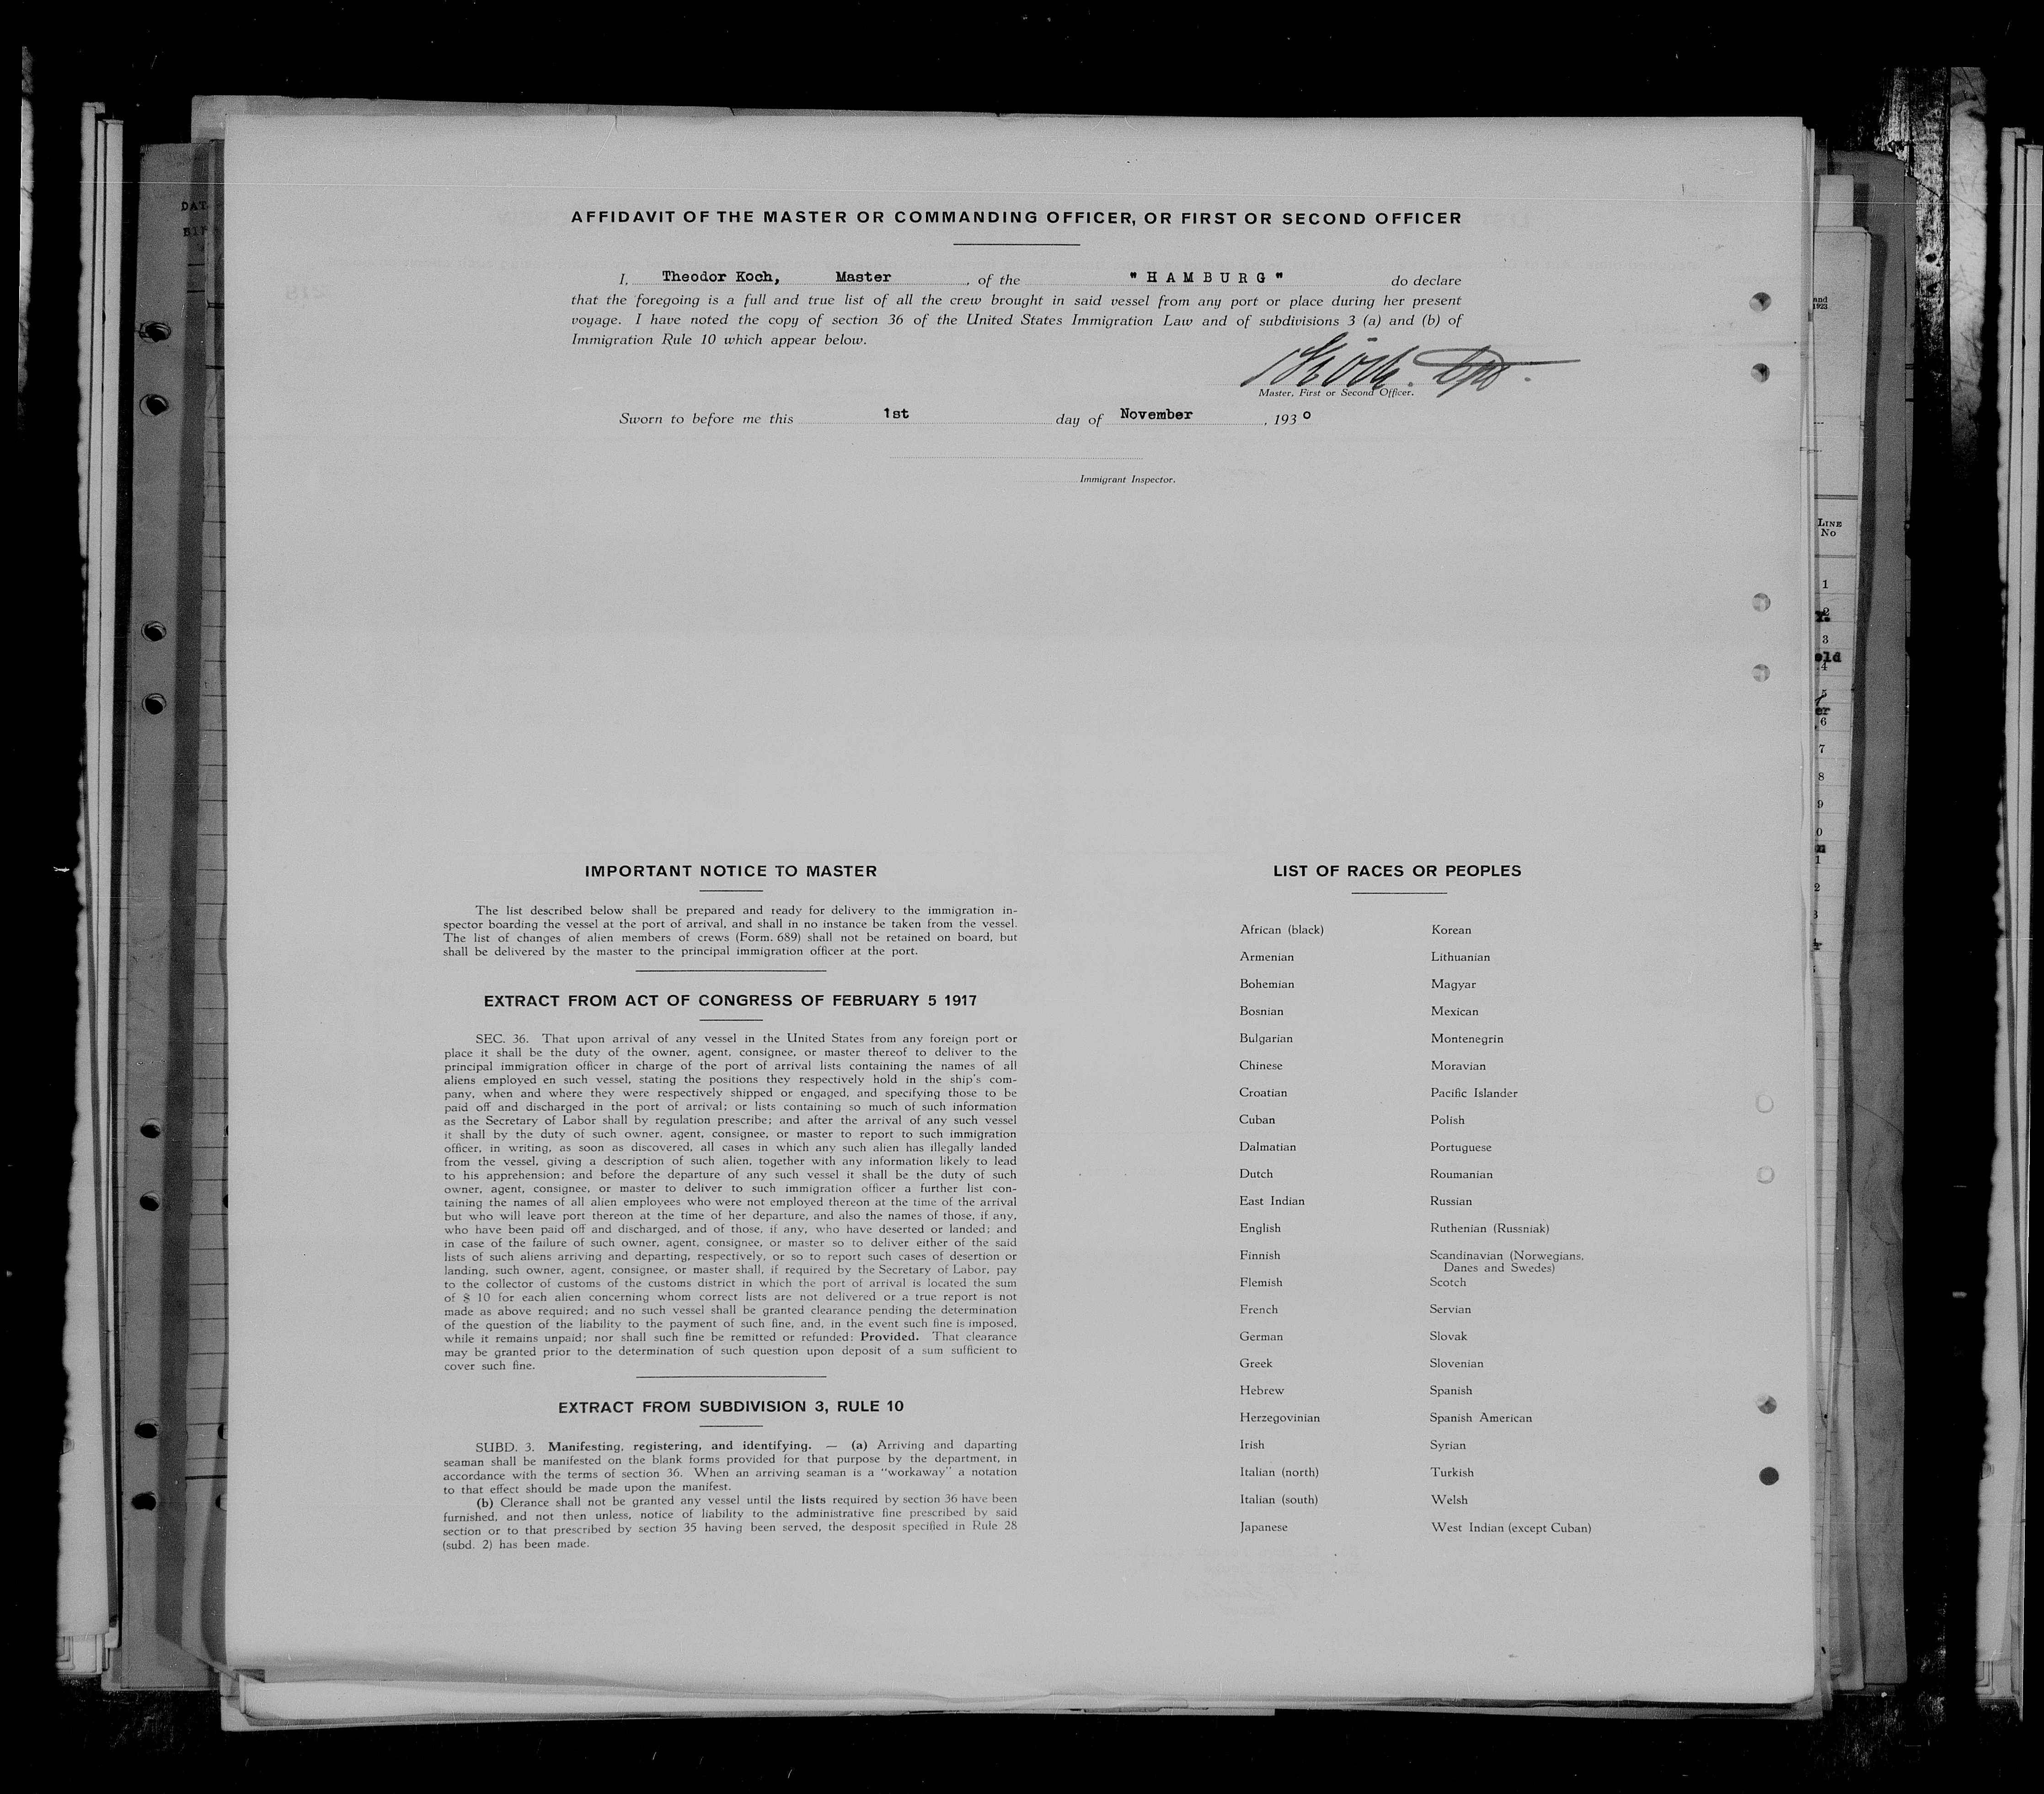 AFFIDAVIT OF THE MASTER OR COMMANDING OFFICER, OR FIRST OR SECOND OFFICER
I, Theodor Koch, Master, of the "HAMBURG" do declare
that the foregoing is a full and true list of all the crew brought in said vessel from any port or place during her present
voyage. I have noted the copy of section 36 of the United States Immigration Law and of subdivisions 3 (a) and (b) of
Immigration Rule 10 which appear below.
Master, First or Second Officer.
Sworn to before me this 1st day of November, 1930
Immigrant Inspector.
IMPORTANT NOTICE TO MASTER
The list described below shall be prepared and ready for delivery to the immigration in-
spector boarding the vessel at the port of arrival, and shall in no instance be taken from the vessel.
The list of changes of alien members of crews (Form. 689) shall not be retained on board, but
shall be delivered by the master to the principal immigration officer at the port.
EXTRACT FROM ACT OF CONGRESS OF FEBRUARY 5 1917
SEC. 36. That upon arrival of any vessel in the United States from any foreign port or
place it shall be the duty of the owner, agent, consignee, or master thereof to deliver to the
principal immigration officer in charge of the port of arrival lists containing the names of all
aliens employed en such vessel, stating the positions they respectively hold in the ship's com-
pany, when and where they were respectively shipped or engaged, and specifying those to be
paid off and discharged in the port of arrival; or lists containing so much of such information
as the Secretary of Labor shall by regulation prescribe; and after the arrival of any such vessel
it shall by the duty of such owner, agent, consignee, or master to report to such immigration
officer, in writing, as soon as discovered, all cases in which any such alien has illegally landed
from the vessel, giving a description of such alien, together with any information likely to lead
to his apprehension; and before the departure of any such vessel it shall be the duty of such
owner, agent, consignee, or master to deliver to such immigration officer a further list con-
taining the names of all alien employees who were not employed thereon at the time of the arrival
but who will leave port thereon at the time of her departure, and also the names of those, if any,
who have been paid off and discharged, and of those, if any, who have deserted or landed; and
in case of the failure of such owner, agent, consignee, or master so to deliver either of the said
lists of such aliens arriving and departing, respectively, or so to report such cases of desertion or
landing, such owner, agent, consignee, or master shall, if required by the Secretary of Labor, pay
to the collector of customs of the customs district in which the port of arrival is located the sum
of $ 10 for each alien concerning whom correct lists are not delivered or a true report is not
made as above required; and no such vessel shall be granted clearance pending the determination
of the question of the liability to the payment of such fine, and, in the event such fine is imposed,
while it remains unpaid; nor shall such fine be remitted or refunded: Provided. That clearance
may be granted prior to the determination of such question upon deposit of a sum sufficient to
cover such fine.
EXTRACT FROM SUBDIVISION 3, RULE 10
SUBD. 3. Manifesting, registering, and identifying. — (a) Arriving and daparting
seaman shall be manifested on the blank forms provided for that purpose by the department, in
accordance with the terms of section 36. When an arriving seaman is a "workaway" a notation
to that effect should be made upon the manifest.
(b) Clerance shall not be granted any vessel until the lists required by section 36 have been
furnished, and not then unless, notice of liability to the administrative fine prescribed by said
section or to that prescribed by section 35 having been served, the desposit specified in Rule 28
(subd. 2) has been made.
LIST OF RACES OR PEOPLES
African (black)
Armenian
Bohemian
Bosnian
Bulgarian
Chinese
Croatian
Cuban
Dalmatian
Dutch
East Indian
English
Finnish
Flemish
French
German
Greek
Hebrew
Herzegovinian
Irish
Italian (north)
Italian (south)
Japanese
Korean
Lithuanian
Magyar
Mexican
Montenegrin
Moravian
Pacific Islander
Polish
Portuguese
Roumanian
Russian
Ruthenian (Russniak)
Scandinavian (Norwegians,
Danes and Swedes)
Scotch
Servian
Slovak
Slovenian
Spanish
Spanish American
Syrian
Turkish
Welsh
West Indian (except Cuban)
LINE
No
1
2
3
4
5
6
7
8
9